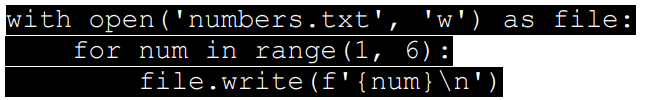 with open('numbers.txt', 'w') as file:
    for num in range(1, 6):
        file.write(f'{num}\n')